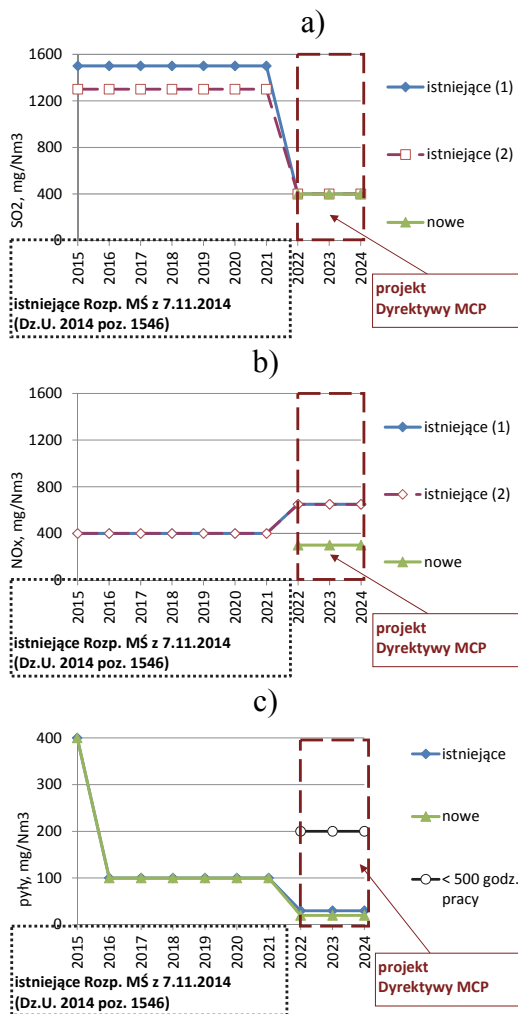 a)
1600
1200
800
400
0
SO2, mg/Nm3
2015
2016
2017
2018
2019
2020
2021
2022
2023
2024
istniejące (1)
istniejące (2)
nowe
istniejące Rozp. MŚ z 7.11.2014
(Dz.U. 2014 poz. 1546)
projekt
Dyrektywy MCP
b)
1600
1200
800
400
0
NOx, mg/Nm3
2015
2016
2017
2018
2019
2020
2021
2022
2023
2024
istniejące (1)
istniejące (2)
nowe
istniejące Rozp. MŚ z 7.11.2014
(Dz.U. 2014 poz. 1546)
projekt
Dyrektywy MCP
c)
400
300
200
100
0
pyły, mg/Nm3
2015
2016
2017
2018
2019
2020
2021
2022
2023
2024
istniejące
nowe
< 500 godz.
pracy
istniejące Rozp. MŚ z 7.11.2014
(Dz.U. 2014 poz. 1546)
projekt
Dyrektywy MCP